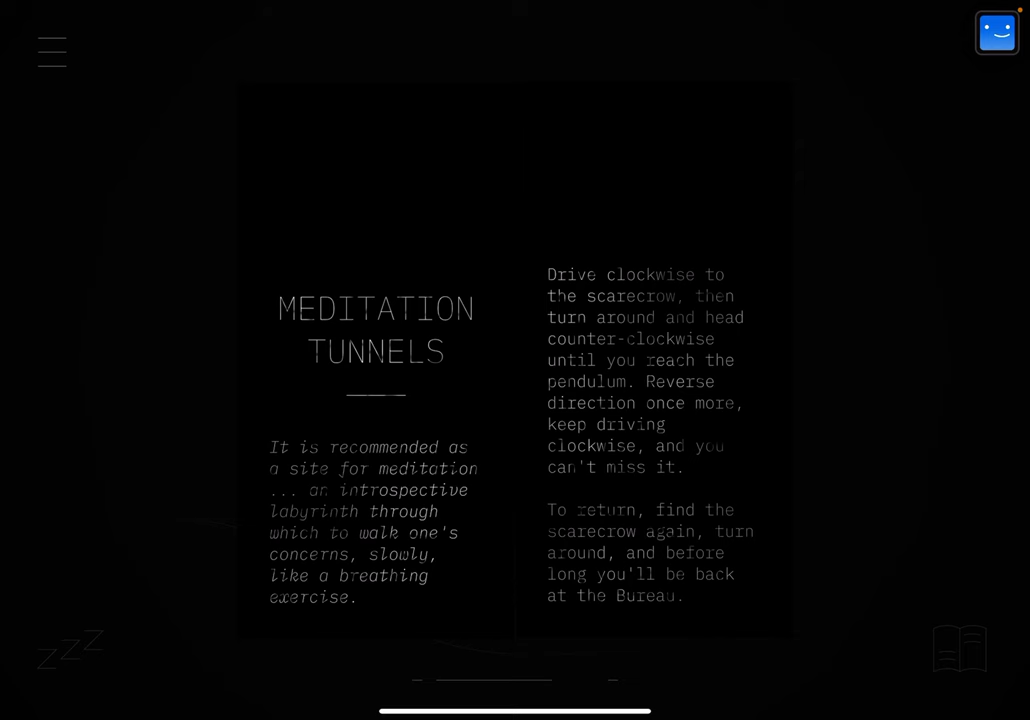 MEDITATION
TUNNELS
It is recommended as
a site for meditation
... an introspective
labyrinth through
which to walk one's
concerns, slowly,
like a breathing
exercise.
Drive clockwise to
the scarecrow, then
turn around and head
counter-clockwise
until you reach the
pendulum. Reverse
direction once more,
keep driving
clockwise, and you
can't miss it.
To return, find the
scarecrow again, turn
around, and before
long you'll be back
at the Bureau.
ZZZ